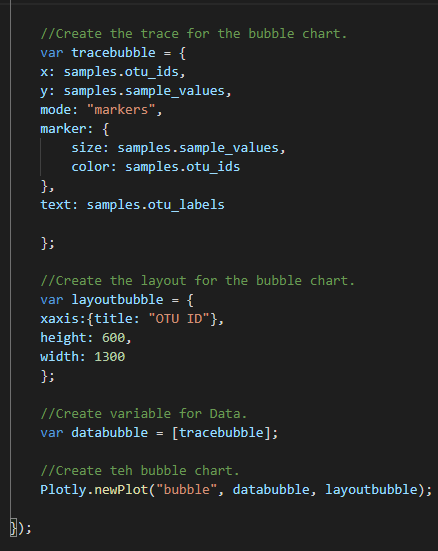 //Create the trace for the bubble chart.
var tracebubble = {
x: samples.otu_ids,
y: samples.sample_values,
mode: "markers",
marker: {
size: samples.sample_values,
color: samples.otu_ids
},
text: samples.otu_labels
};
//Create the layout for the bubble chart.
var layoutbubble = {
xaxis:{title: "OTU ID"},
height: 600,
width: 1300
};
//Create variable for Data.
var databubble = [tracebubble];
//Create teh bubble chart.
Plotly.newPlot("bubble", databubble, layoutbubble);
});